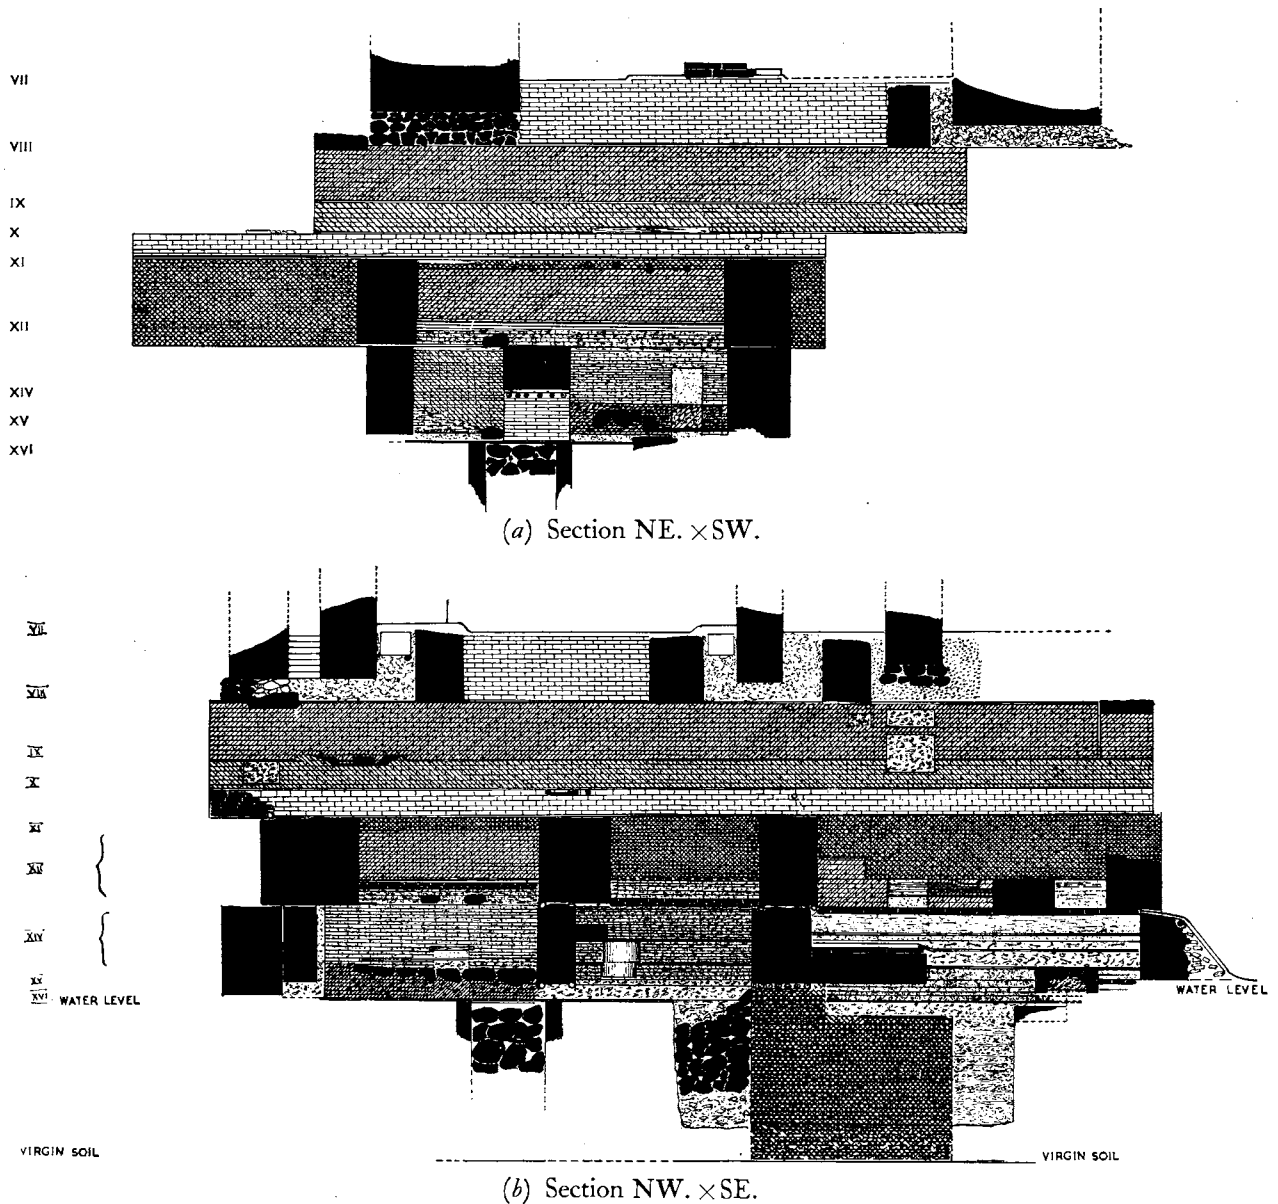 VII
VIII
IX
X
XI
XII
XIV
XV
XVI
(a) Section NE. ×SW.
VII
VIII
IX
X
XI
XII
XIV
XV
XVI WATER LEVEL
WATER LEVEL
VIRGIN SOIL
VIRGIN SOIL
(b) Section NW. ×SE.